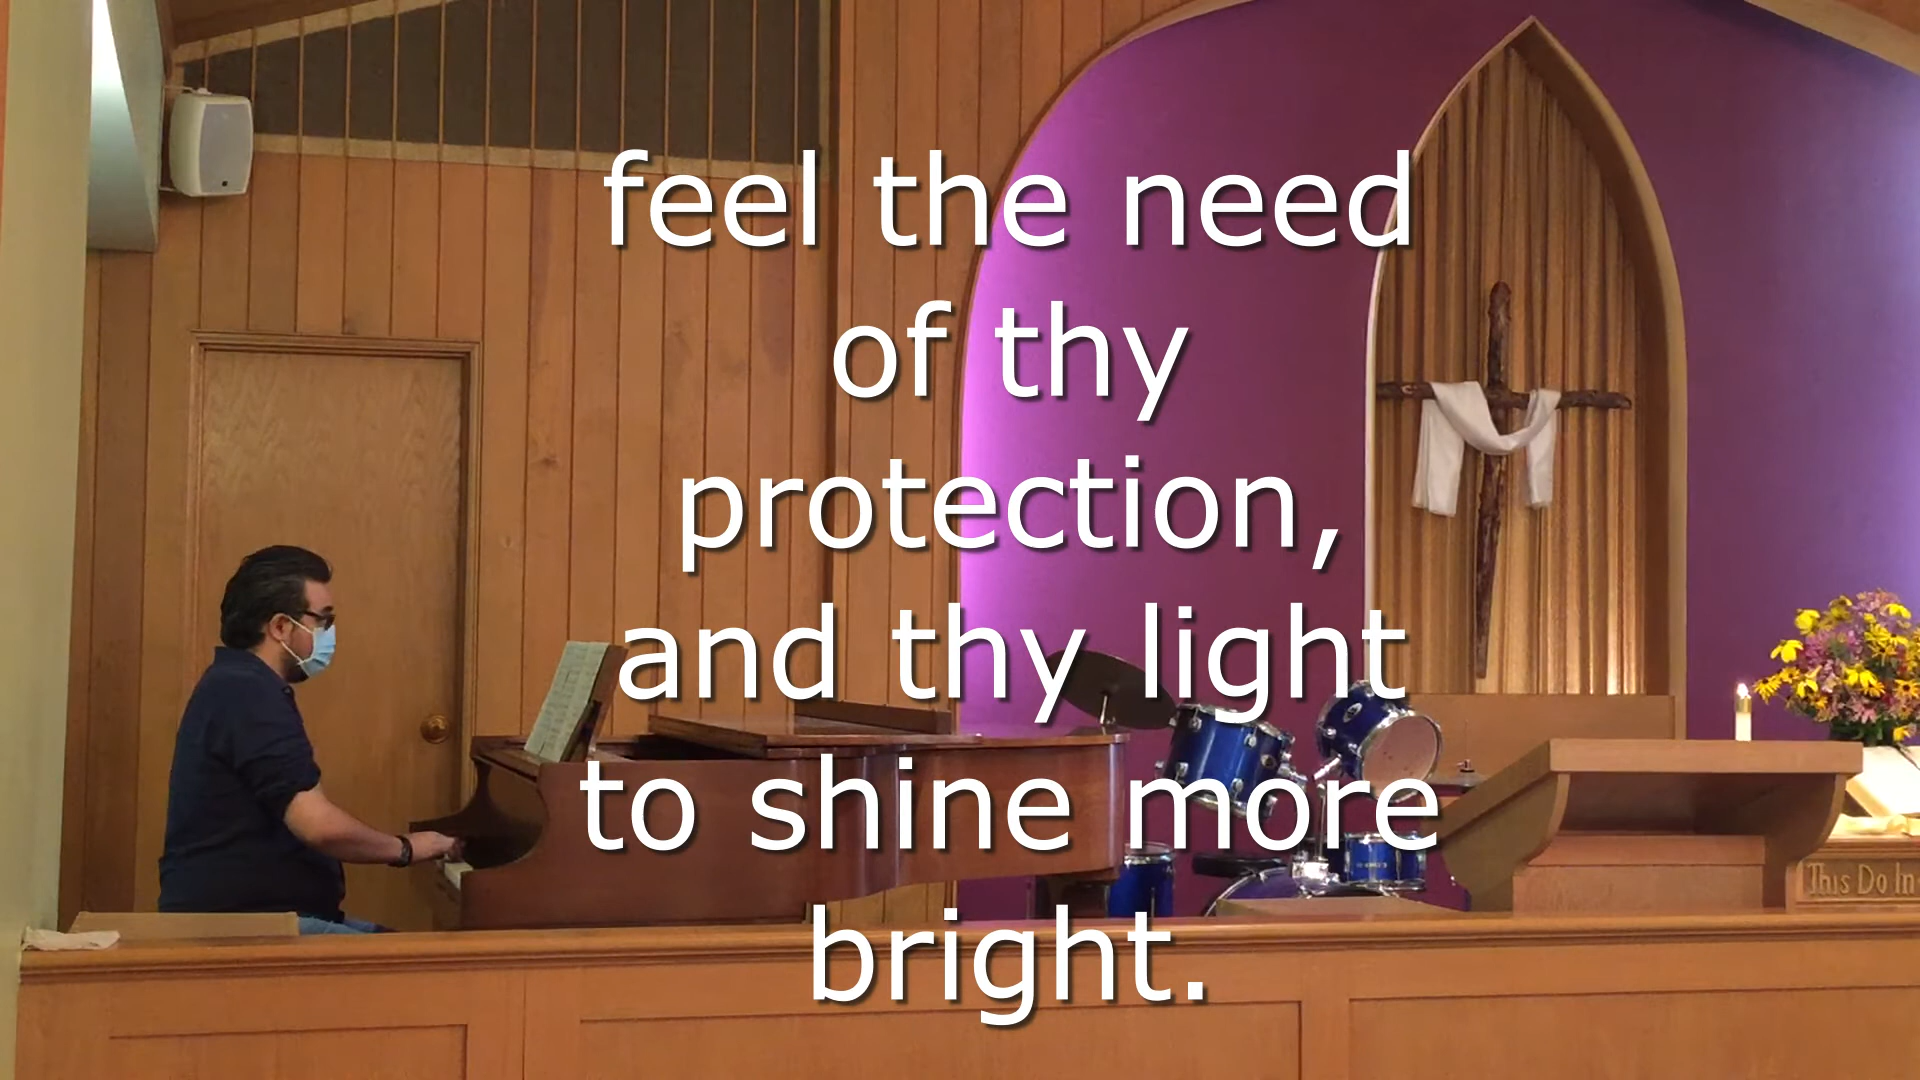 feel the need
of thy
protection,
and thy light
to shine more
bright.
This Do In